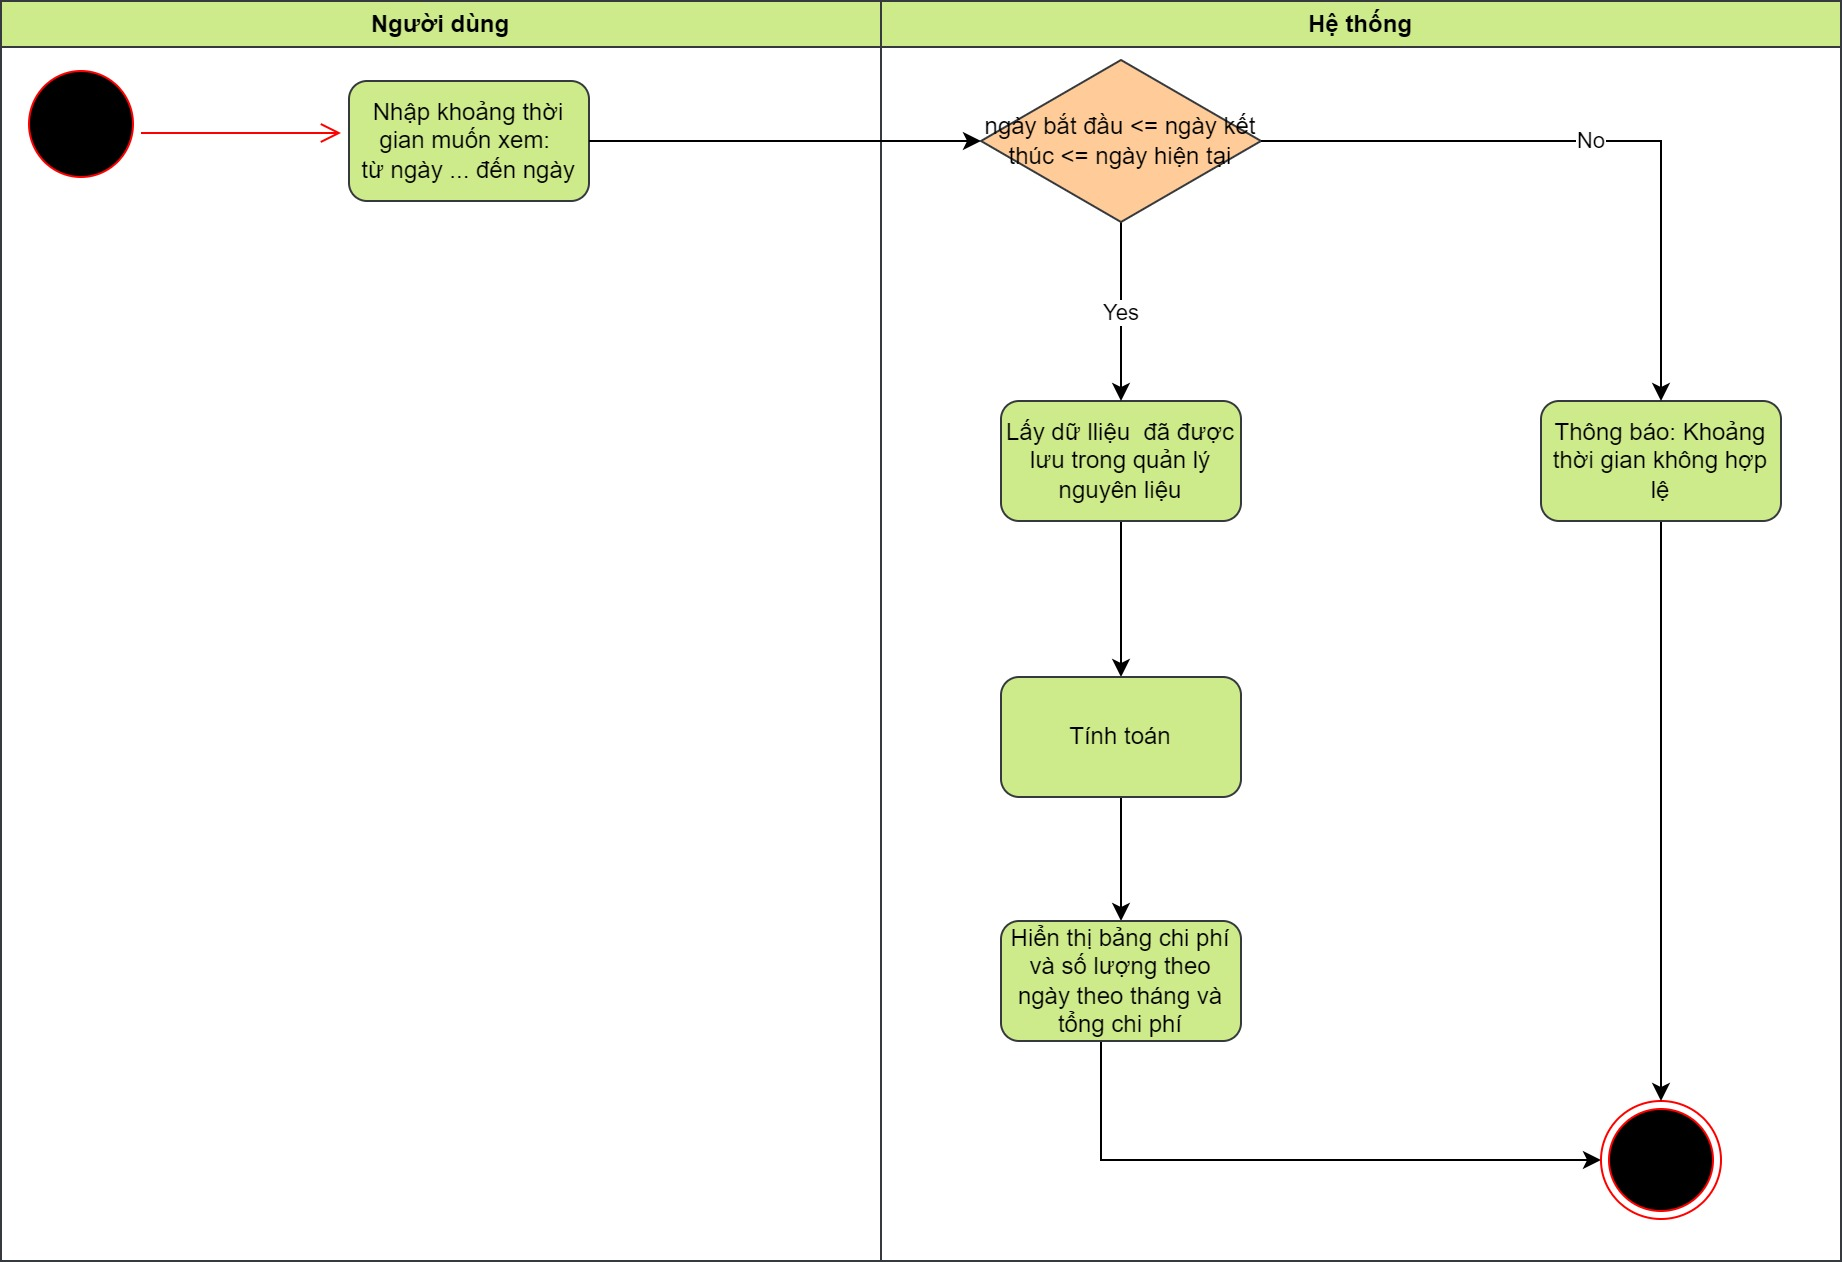 Người dùng
Hệ thống
Nhập khoảng thời
gian muốn xem:
từ ngày ... đến ngày
ngày bắt đầu <= ngày kết
thúc <= ngày hiện tại
No
Yes
Lấy dữ lliệu  đã được
lưu trong quản lý
nguyên liệu
Thông báo: Khoảng
thời gian không hợp
lệ
Tính toán
Hiển thị bảng chi phí
và số lượng theo
ngày theo tháng và
tổng chi phí